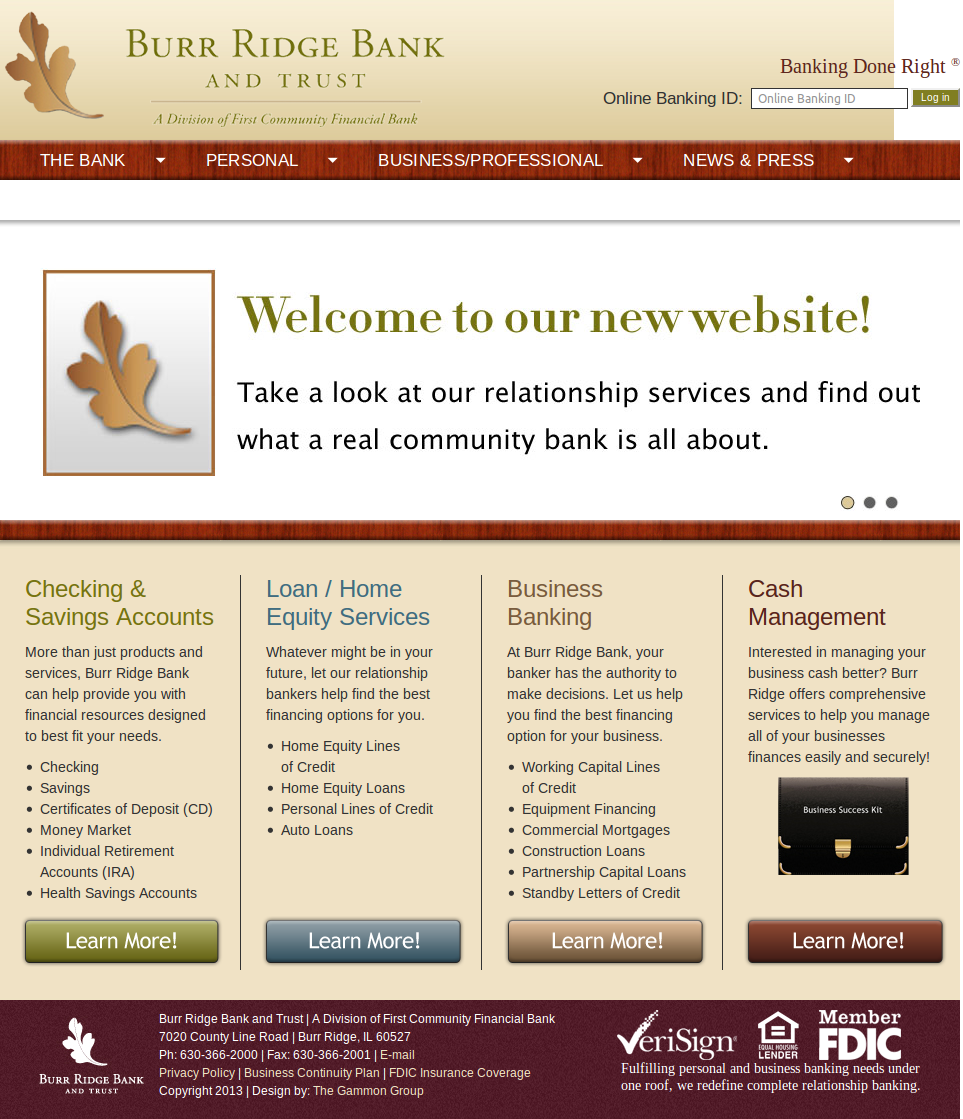 BURR RIDGE BANK
AND TRUST
A Division of First Community Financial Bank
Banking Done Right ®
Online Banking ID: Online Banking ID Log in
THE BANK PERSONAL BUSINESS/PROFESSIONAL NEWS & PRESS
Welcome to our new website!
Take a look at our relationship services and find out
what a real community bank is all about.
Checking &
Savings Accounts
More than just products and
services, Burr Ridge Bank
can help provide you with
financial resources designed
to best fit your needs.
Checking
Savings
Certificates of Deposit (CD)
Money Market
Individual Retirement
Accounts (IRA)
Health Savings Accounts
Learn More!
Loan / Home
Equity Services
Whatever might be in your
future, let our relationship
bankers help find the best
financing options for you.
Home Equity Lines
of Credit
Home Equity Loans
Personal Lines of Credit
Auto Loans
Learn More!
Business
Banking
At Burr Ridge Bank, your
banker has the authority to
make decisions. Let us help
you find the best financing
option for your business.
Working Capital Lines
of Credit
Equipment Financing
Commercial Mortgages
Construction Loans
Partnership Capital Loans
Standby Letters of Credit
Learn More!
Cash
Management
Interested in managing your
business cash better? Burr
Ridge offers comprehensive
services to help you manage
all of your businesses
finances easily and securely!
Business Success Kit
Learn More!
BURR RIDGE BANK
AND TRUST
Burr Ridge Bank and Trust | A Division of First Community Financial Bank
7020 County Line Road | Burr Ridge, IL 60527
Ph: 630-366-2000 | Fax: 630-366-2001 | E-mail
Privacy Policy | Business Continuity Plan | FDIC Insurance Coverage
Copyright 2013 | Design by: The Gammon Group
VeriSign®
EQUAL HOUSING
LENDER
Member
FDIC
Fulfilling personal and business banking needs under
one roof, we redefine complete relationship banking.